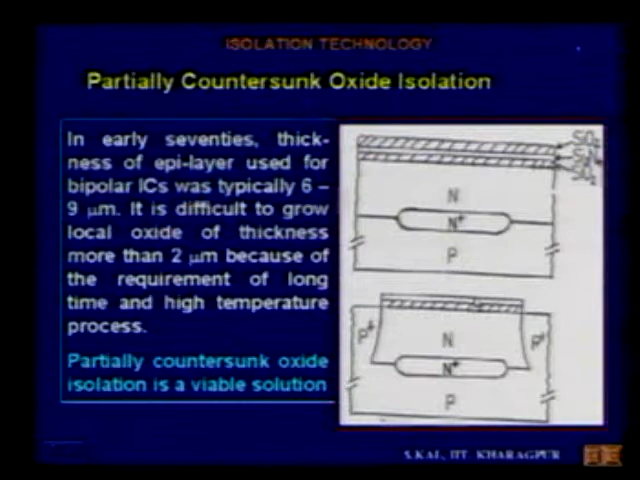 ISOLATION TECHNOLOGY
Partially Countersunk Oxide Isolation
In early seventies, thick-
ness of epi-layer used for
bipolar ICs was typically 6 –
9 μm. It is difficult to grow
local oxide of thickness
more than 2 μm because of
the requirement of long
time and high temperature
process.
Partially countersunk oxide
isolation is a viable solution
N
N+
P
P+
N
N+
P
S.KAL, IIT. KHARAGPUR